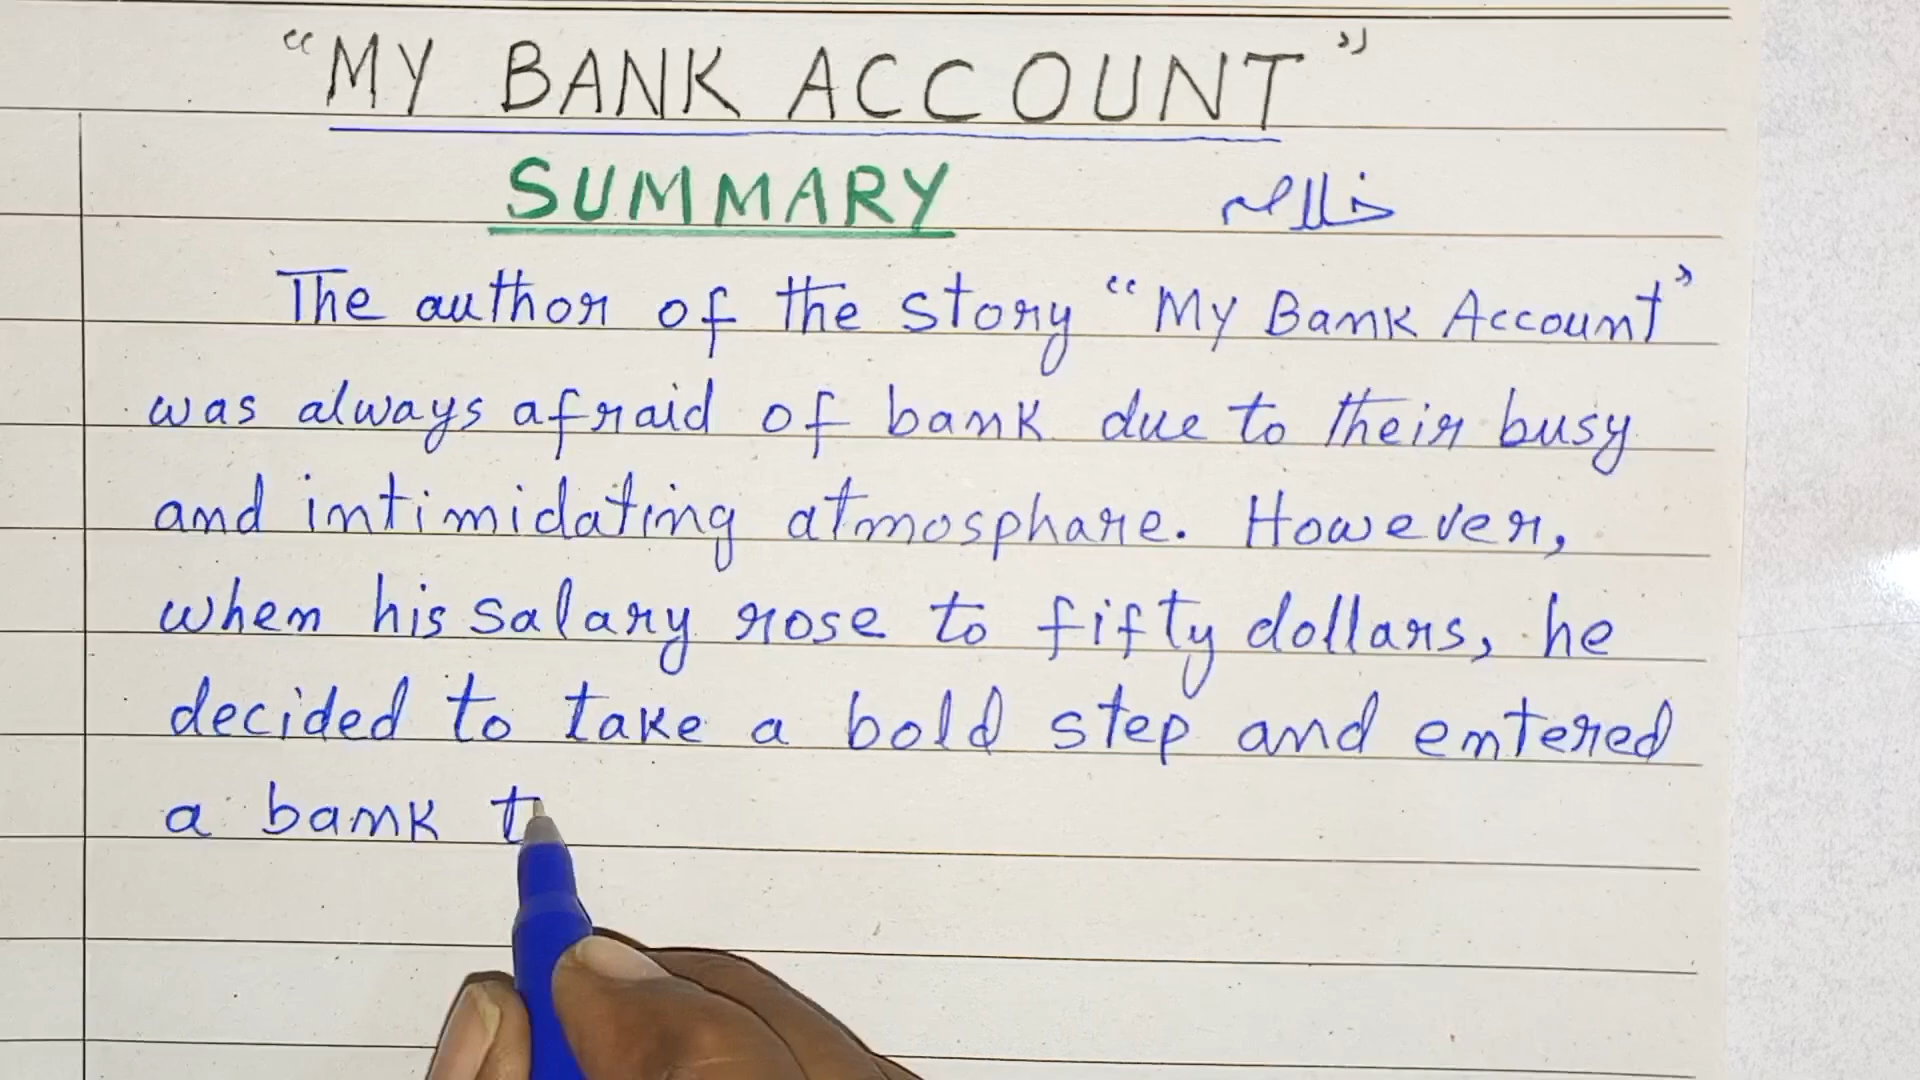 "MY BANK ACCOUNT"
SUMMARY خلاصہ
The author of the story "My Bank Account"
was always afraid of bank due to their busy
and intimidating atmosphare. However,
when his salary rose to fifty dollars, he
decided to take a bold step and entered
a bank t